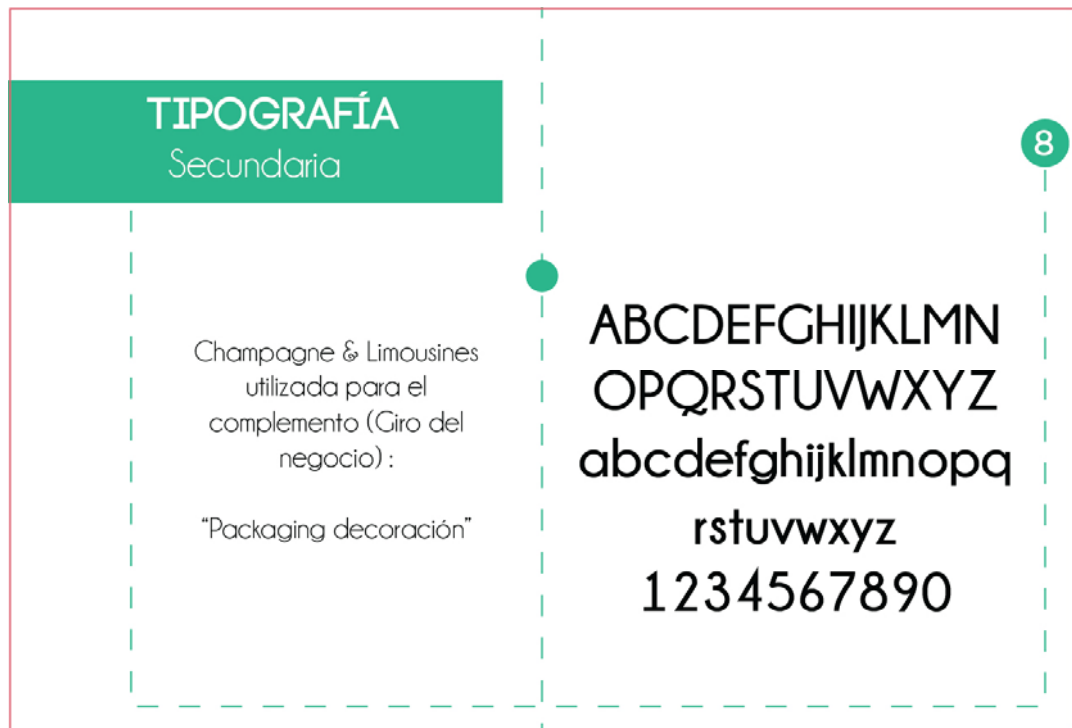 TIPOGRAFÍA
Secundaria
8
Champagne & Limousines
utilizada para el
complemento (Giro del
negocio) :
“Packaging decoración”
ABCDEFGHIJKLMN
OPQRSTUVWXYZ
abcdefghijklmnopq
rstuvwxyz
1234567890